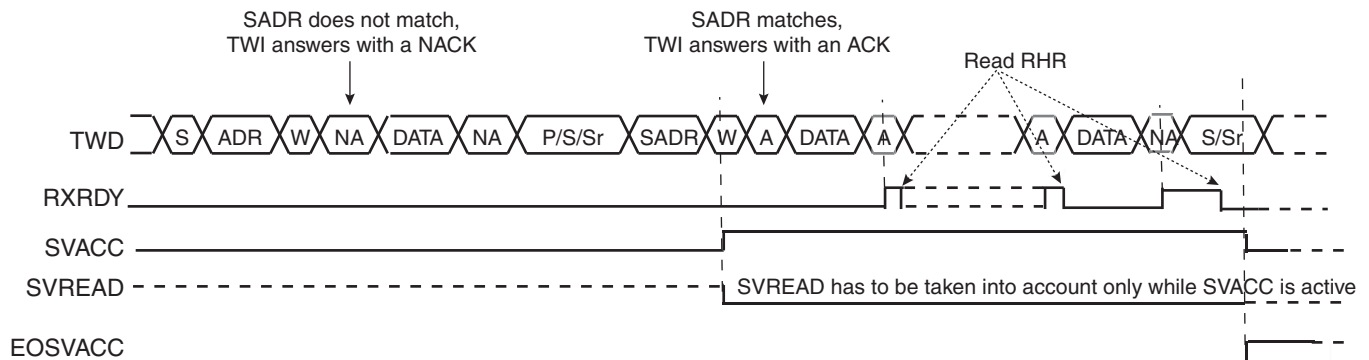 SADR does not match,
TWI answers with a NACK
SADR matches,
TWI answers with an ACK
Read RHR
TWD S ADR W NA DATA NA P/S/Sr SADR W A DATA A A DATA NA S/Sr
RXRDY
SVACC
SVREAD SVREAD has to be taken into account only while SVACC is active
EOSVACC